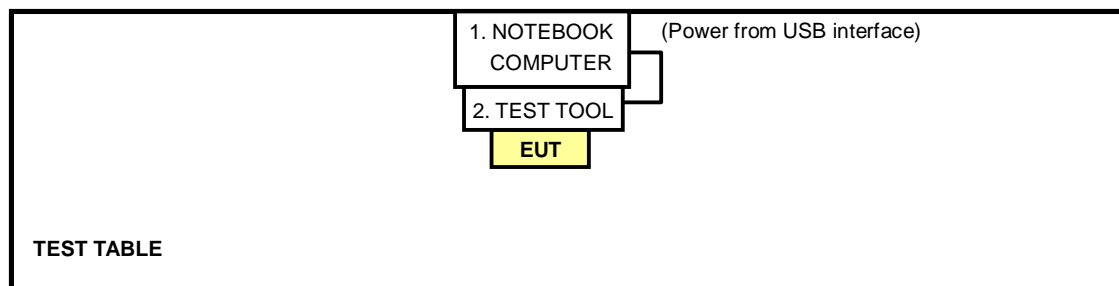 1. NOTEBOOK (Power from USB interface)
COMPUTER
2. TEST TOOL
EUT
TEST TABLE